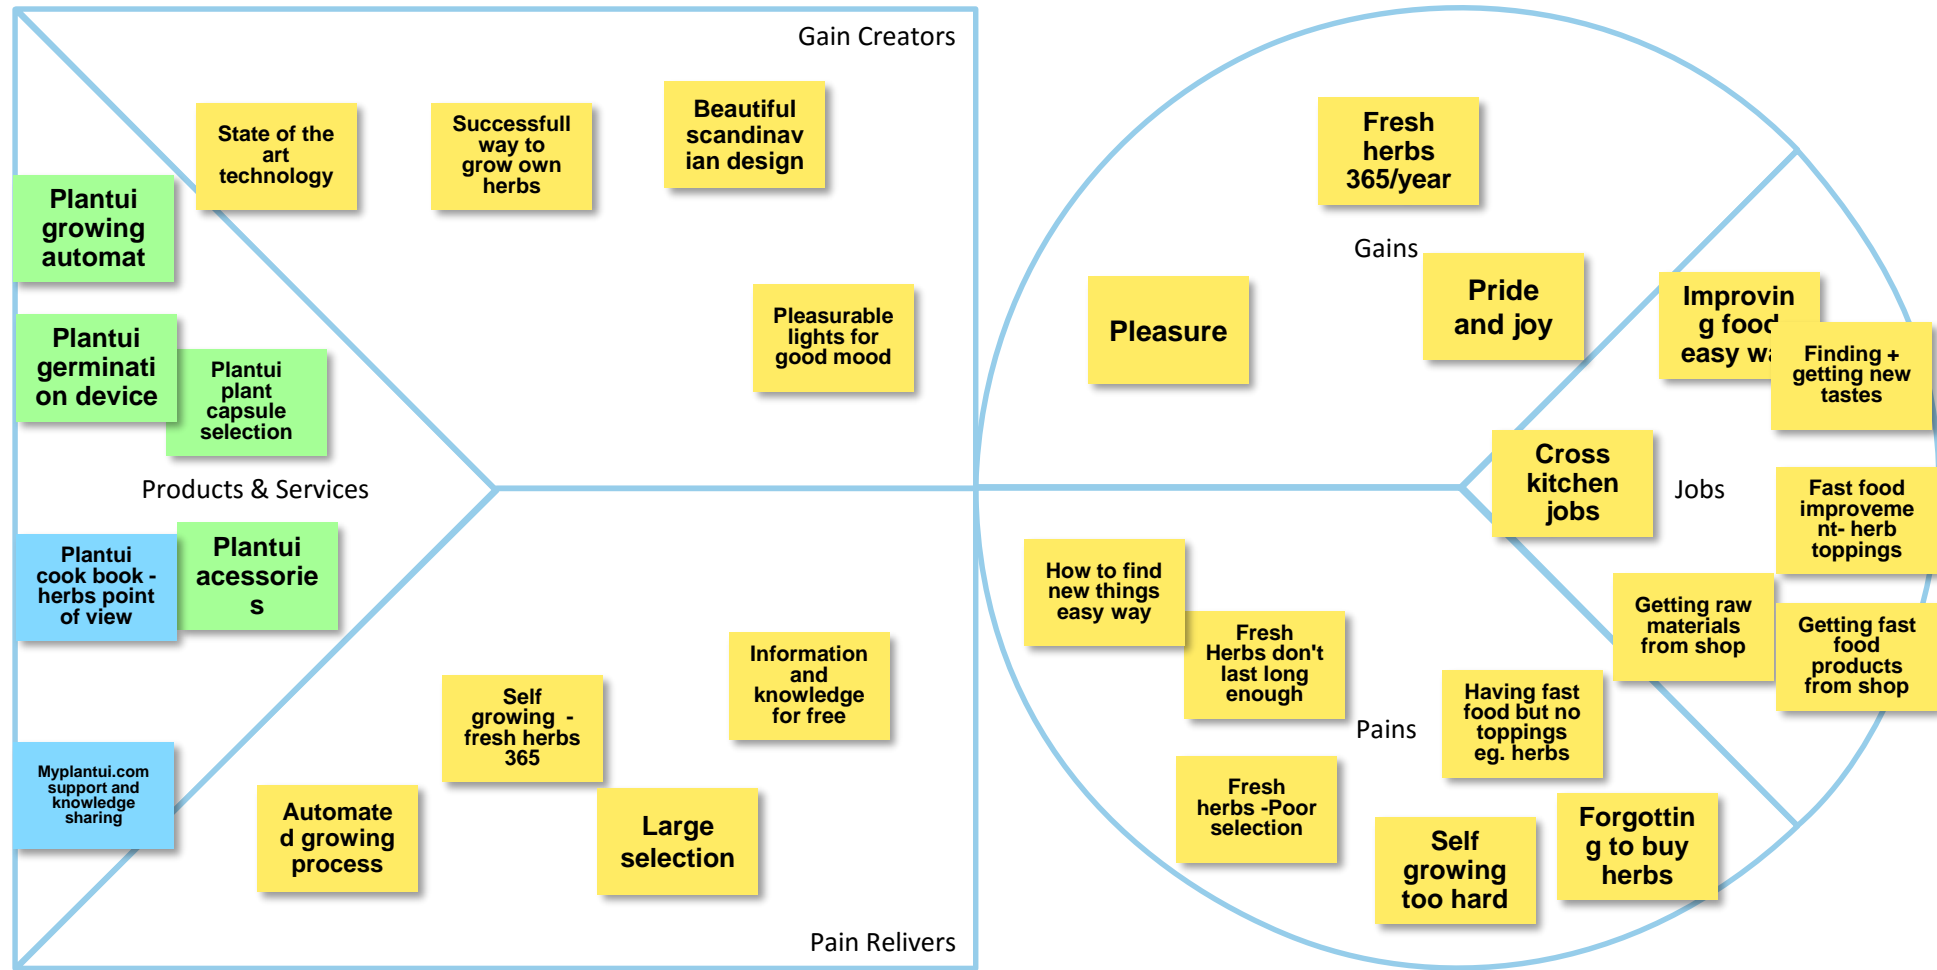 Gain Creators
State of the
art
technology
Successfull
way to
grow own
herbs
Beautiful
scandinav
ian design
Pleasurable
lights for
good mood
Plantui
growing
automat
Plantui
germinati
on device
Plantui
plant
capsule
selection
Products & Services
Plantui
cook book -
herbs point
of view
Plantui
acessorie
s
Myplantui.com
support and
knowledge
sharing
Information
and
knowledge
for free
Self
growing -
fresh herbs
365
Automate
d growing
process
Large
selection
Pain Relivers
Fresh
herbs
365/year
Gains
Pleasure
Pride
and joy
Improvin
g food
easy wa
Finding +
getting new
tastes
Cross
kitchen
jobs
Jobs
Fast food
improveme
nt- herb
toppings
Getting raw
materials
from shop
Getting fast
food
products
from shop
How to find
new things
easy way
Fresh
Herbs don't
last long
enough
Pains
Having fast
food but no
toppings
eg. herbs
Fresh
herbs -Poor
selection
Self
growing
too hard
Forgottin
g to buy
herbs